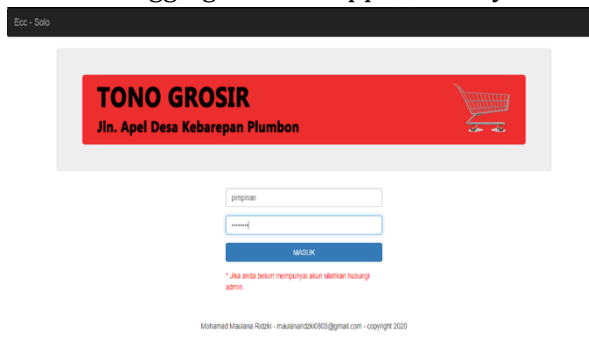 Ecc - Solo
TONO GROSIR
Jln. Apel Desa Kebarepan Plumbon
pimpinan
MASUK
* Jika anda belum mempunyai akun silahkan hubungi
admin.
Mohamad Maulana Ridzki - maulanaridzki0805@gmail.com - copyright 2020